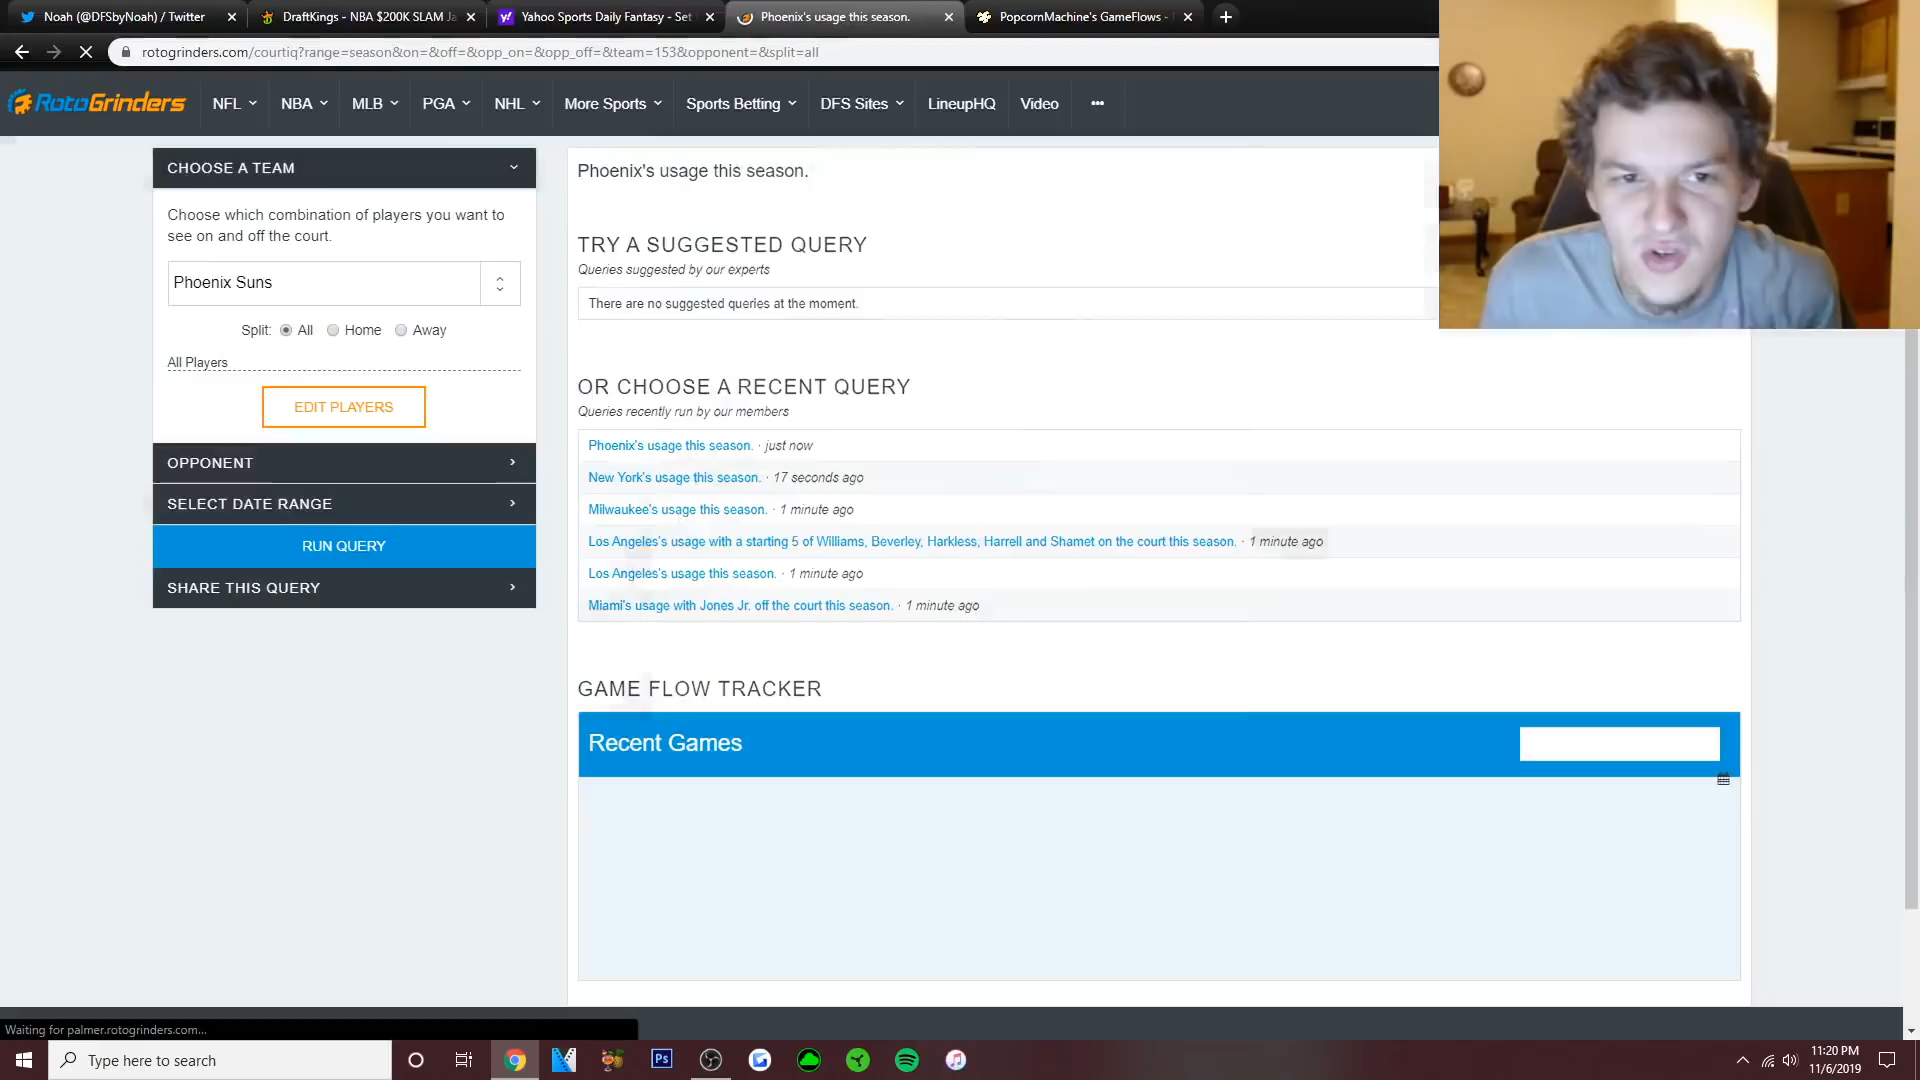 Noah (@DFSbyNoah) / Twitter
DraftKings - NBA $200K SLAM Ja
Yahoo Sports Daily Fantasy - Set
Phoenix's usage this season.
PopcornMachine's GameFlows -
rotogrinders.com/courtiq?range=season&on=&off=&opp_on=&opp_off=&team=153&opponent=&split=all
RotoGrinders
NFL
NBA
MLB
PGA
NHL
More Sports
Sports Betting
DFS Sites
LineupHQ
Video
•••
CHOOSE A TEAM
Choose which combination of players you want to
see on and off the court.
Phoenix Suns
Split: All Home Away
All Players
EDIT PLAYERS
OPPONENT
SELECT DATE RANGE
RUN QUERY
SHARE THIS QUERY
Phoenix's usage this season.
TRY A SUGGESTED QUERY
Queries suggested by our experts
There are no suggested queries at the moment.
OR CHOOSE A RECENT QUERY
Queries recently run by our members
Phoenix's usage this season. · just now
New York's usage this season. · 17 seconds ago
Milwaukee's usage this season. · 1 minute ago
Los Angeles's usage with a starting 5 of Williams, Beverley, Harkless, Harrell and Shamet on the court this season. · 1 minute ago
Los Angeles's usage this season. · 1 minute ago
Miami's usage with Jones Jr. off the court this season. · 1 minute ago
GAME FLOW TRACKER
Recent Games
Waiting for palmer.rotogrinders.com...
Type here to search
Ps
11:20 PM
11/6/2019